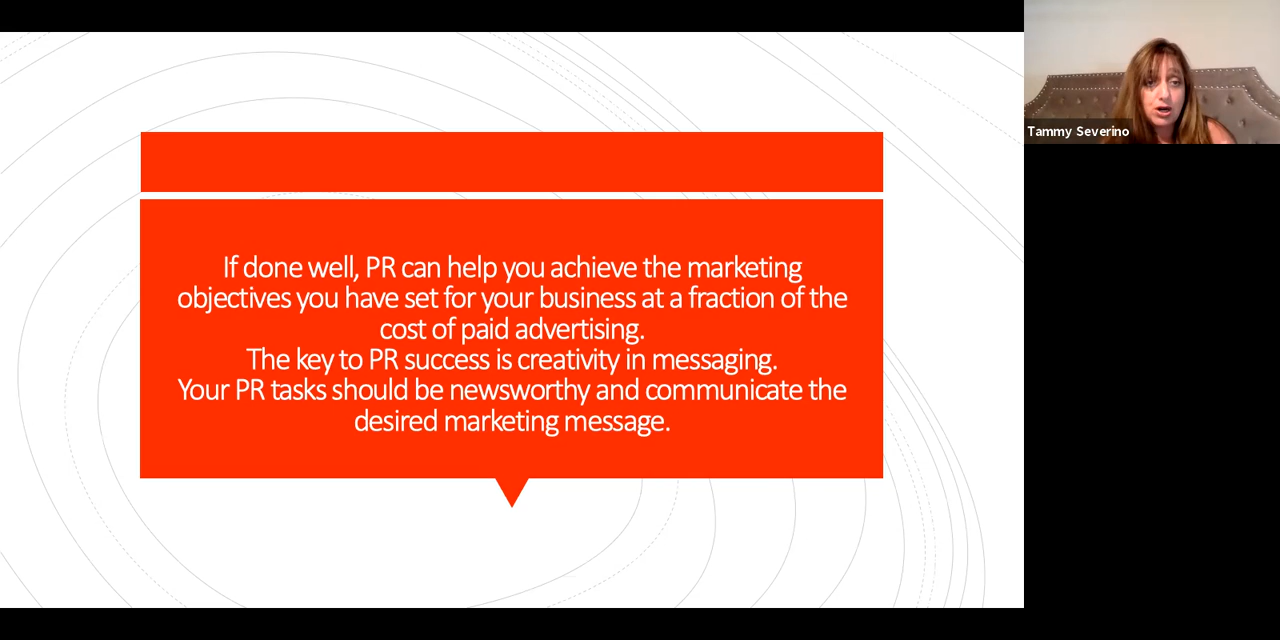 If done well, PR can help you achieve the marketing
objectives you have set for your business at a fraction of the
cost of paid advertising.
The key to PR success is creativity in messaging.
Your PR tasks should be newsworthy and communicate the
desired marketing message.
Tammy Severino